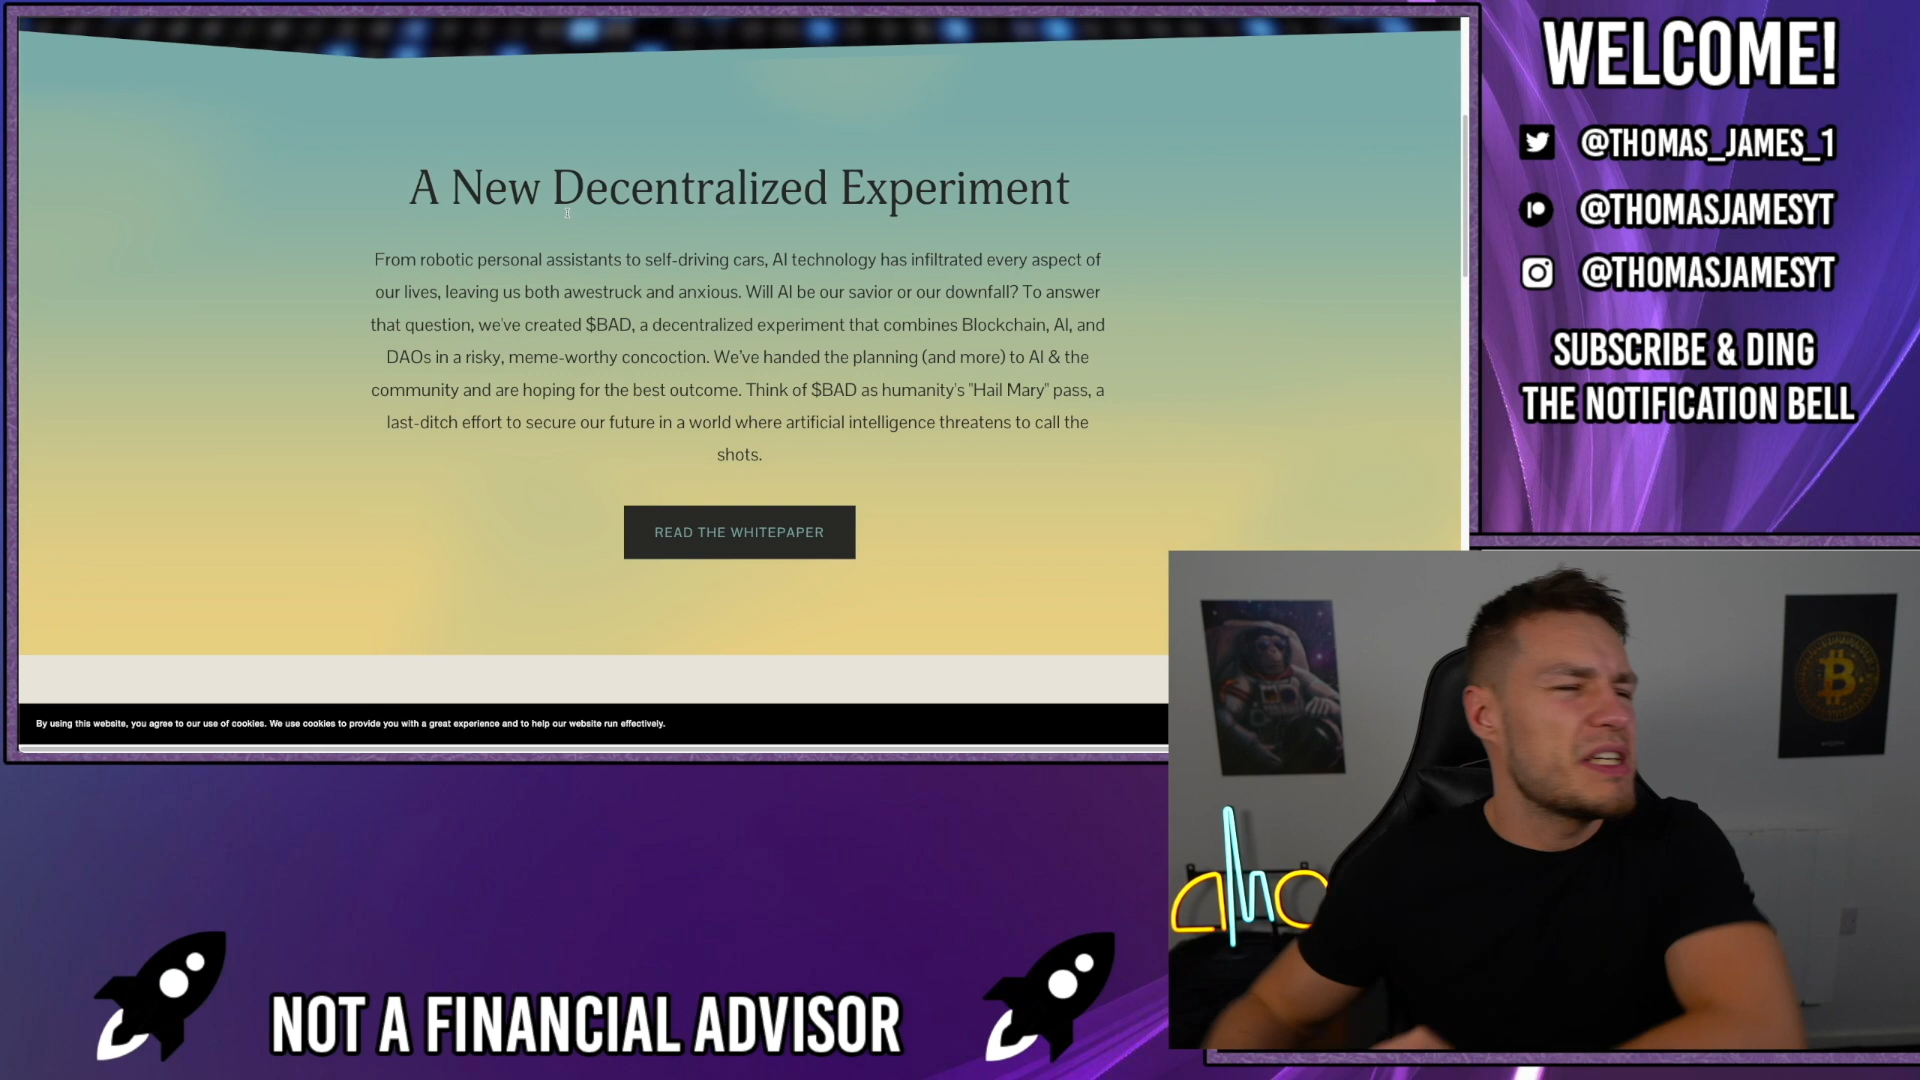 A New Decentralized Experiment
From robotic personal assistants to self-driving cars, AI technology has infiltrated every aspect of
our lives, leaving us both awestruck and anxious. Will AI be our savior or our downfall? To answer
that question, we've created $BAD, a decentralized experiment that combines Blockchain, AI, and
DAOs in a risky, meme-worthy concoction. We've handed the planning (and more) to AI & the
community and are hoping for the best outcome. Think of $BAD as humanity's "Hail Mary" pass, a
last-ditch effort to secure our future in a world where artificial intelligence threatens to call the
shots.
READ THE WHITEPAPER
By using this website, you agree to our use of cookies. We use cookies to provide you with a great experience and to help our website run effectively.
WELCOME!
@THOMAS_JAMES_1
@THOMASJAMESYT
@THOMASJAMESYT
SUBSCRIBE & DING
THE NOTIFICATION BELL
NOT A FINANCIAL ADVISOR